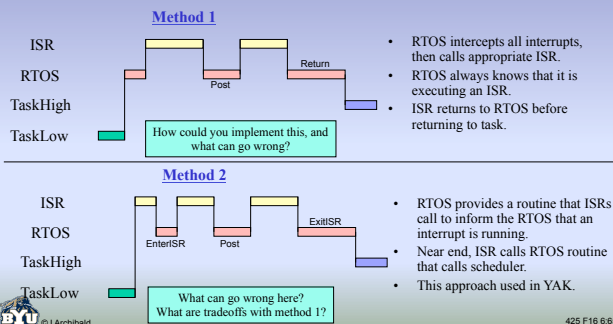 Method 1
ISR
RTOS
TaskHigh
TaskLow
Post
Return
How could you implement this, and
what can go wrong?
• RTOS intercepts all interrupts,
then calls appropriate ISR.
• RTOS always knows that it is
executing an ISR.
• ISR returns to RTOS before
returning to task.
Method 2
ISR
RTOS
TaskHigh
TaskLow
EnterISR
Post
ExitISR
What can go wrong here?
What are tradeoffs with method 1?
• RTOS provides a routine that ISRs
call to inform the RTOS that an
interrupt is running.
• Near end, ISR calls RTOS routine
that calls scheduler.
• This approach used in YAK.
BYU
© J Archibald
425 F16 6:6